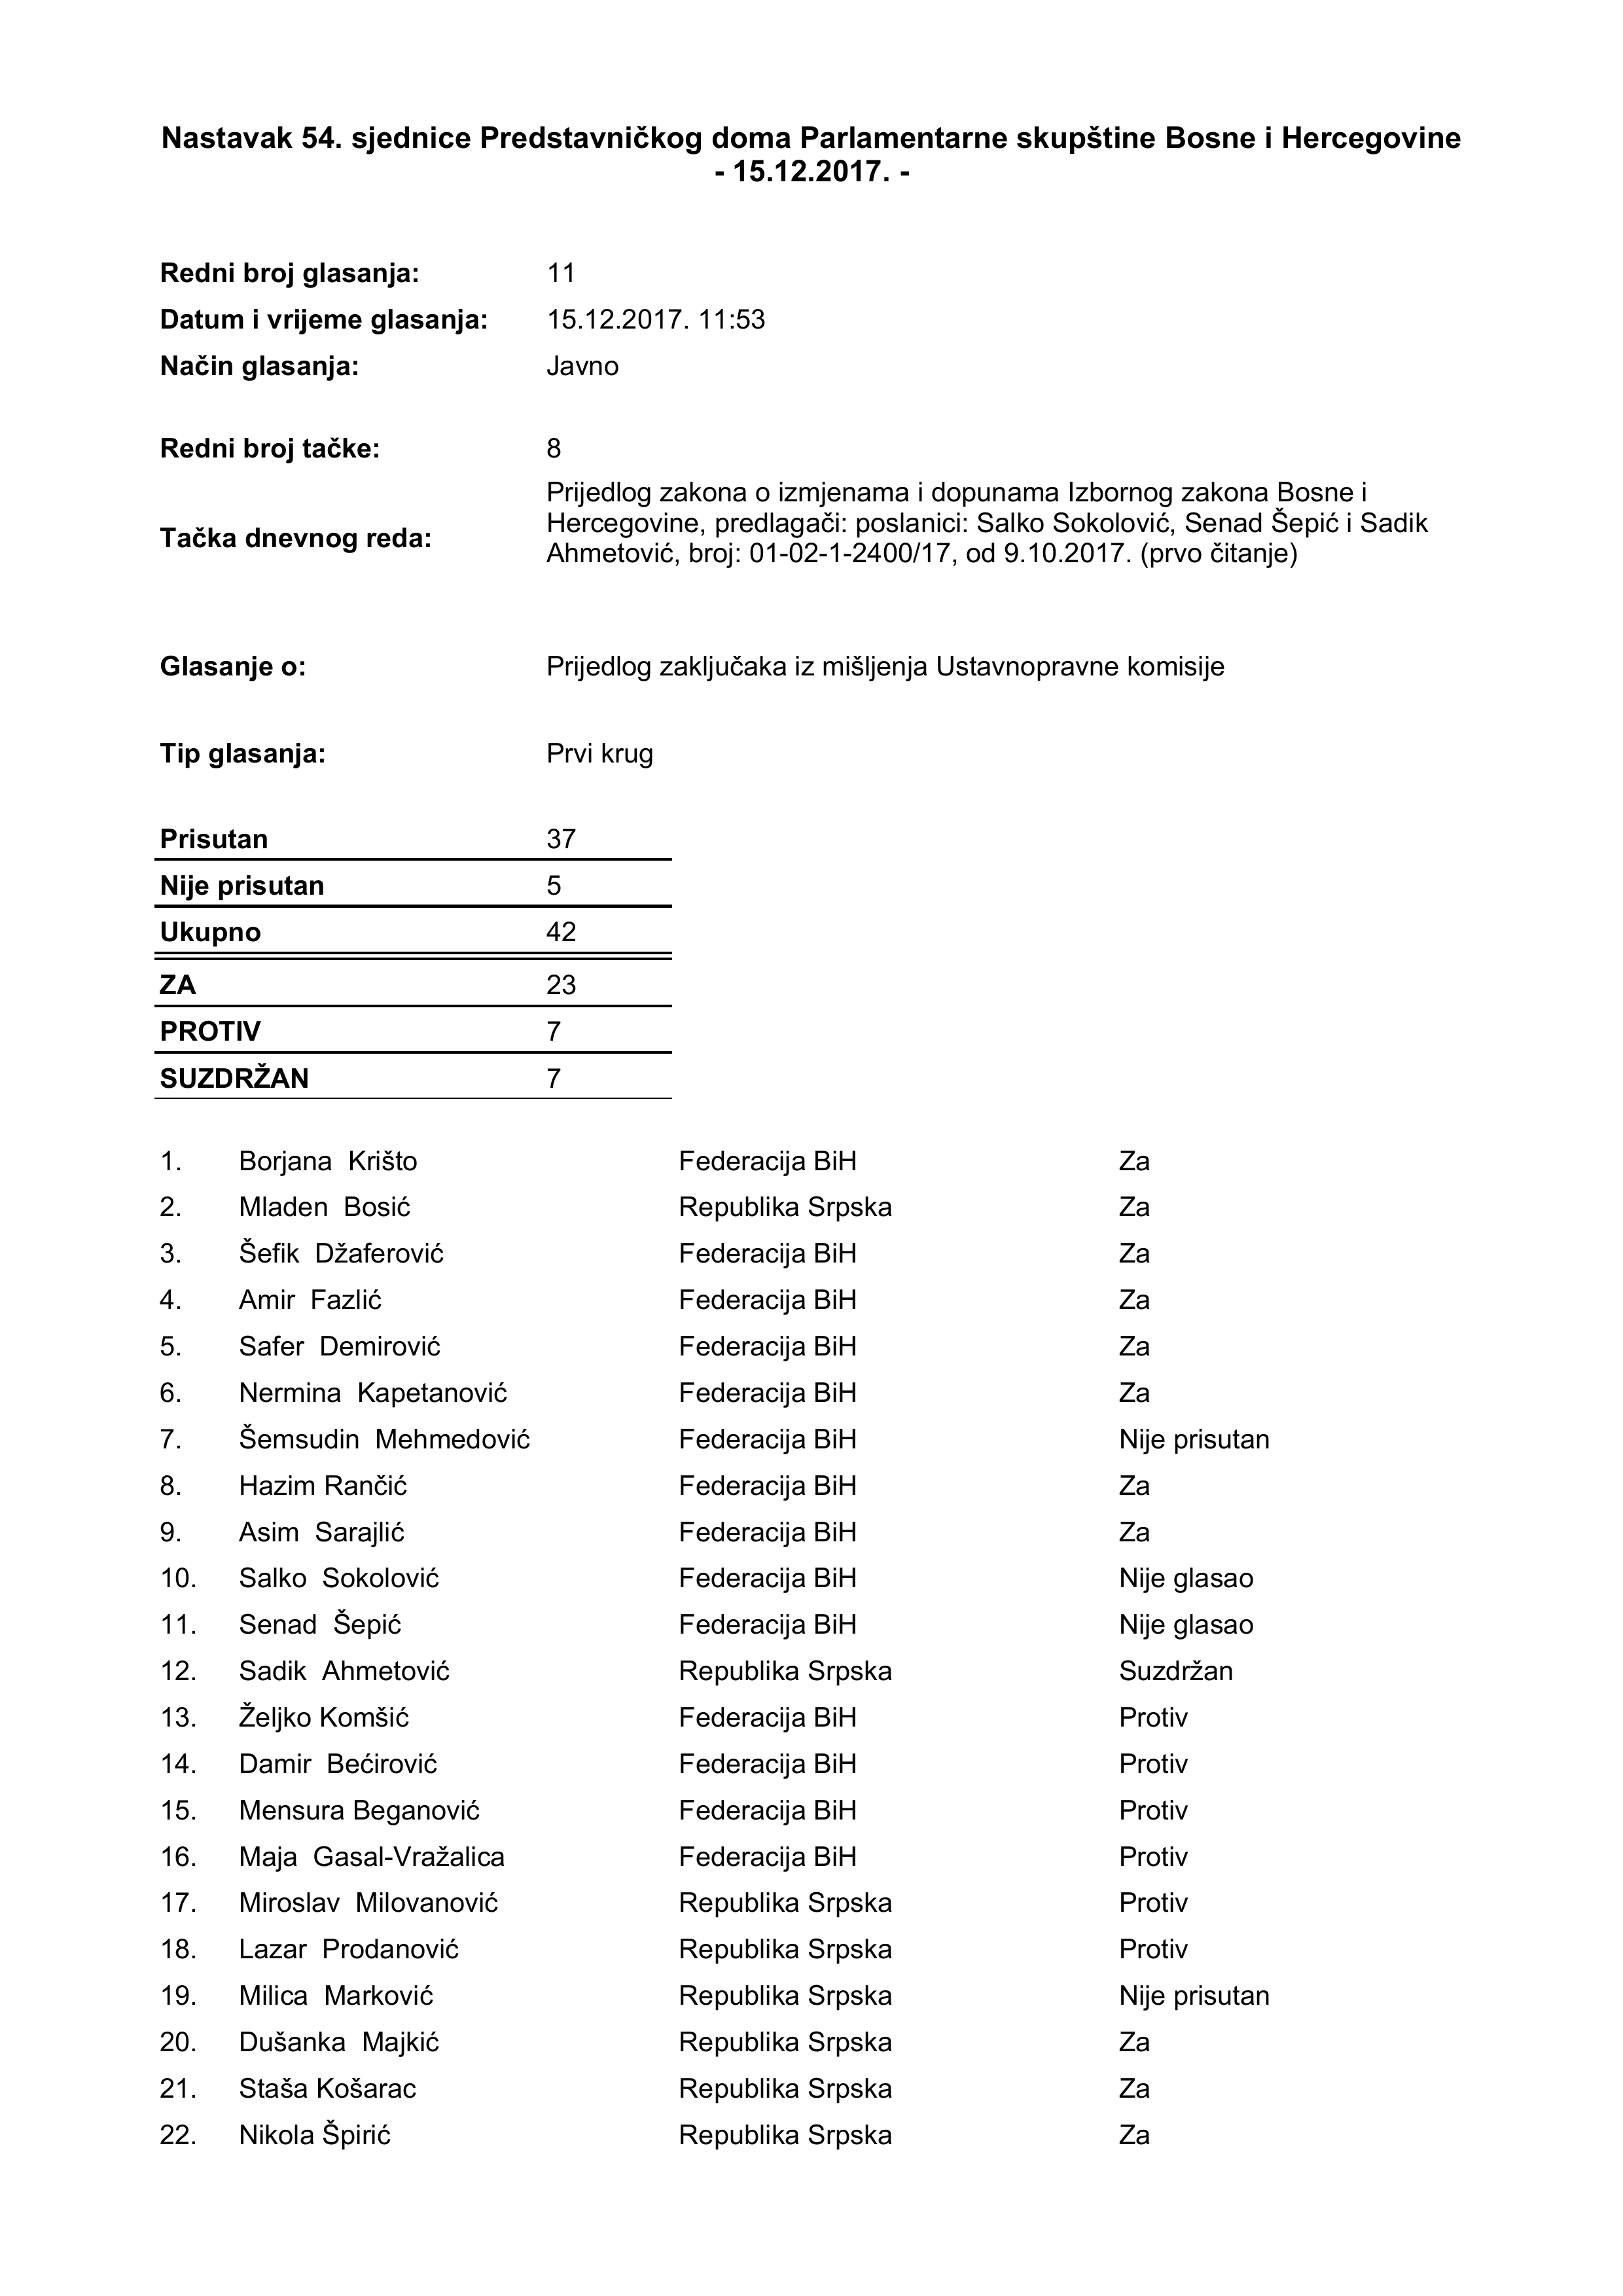 Nastavak 54. sjednice Predstavničkog doma Parlamentarne skupštine Bosne i Hercegovine
- 15.12.2017. -
Redni broj glasanja: 11
Datum i vrijeme glasanja: 15.12.2017. 11:53
Način glasanja: Javno
Redni broj tačke: 8
Tačka dnevnog reda: Prijedlog zakona o izmjenama i dopunama Izbornog zakona Bosne i
Hercegovine, predlagači: poslanici: Salko Sokolović, Senad Šepić i Sadik
Ahmetović, broj: 01-02-1-2400/17, od 9.10.2017. (prvo čitanje)
Glasanje o: Prijedlog zaključaka iz mišljenja Ustavnopravne komisije
Tip glasanja: Prvi krug
Prisutan 37
Nije prisutan 5
Ukupno 42
ZA 23
PROTIV 7
SUZDRŽAN 7
1. Borjana Krišto Federacija BiH Za
2. Mladen Bosić Republika Srpska Za
3. Šefik Džaferović Federacija BiH Za
4. Amir Fazlić Federacija BiH Za
5. Safer Demirović Federacija BiH Za
6. Nermina Kapetanović Federacija BiH Za
7. Šemsudin Mehmedović Federacija BiH Nije prisutan
8. Hazim Rančić Federacija BiH Za
9. Asim Sarajlić Federacija BiH Za
10. Salko Sokolović Federacija BiH Nije glasao
11. Senad Šepić Federacija BiH Nije glasao
12. Sadik Ahmetović Republika Srpska Suzdržan
13. Željko Komšić Federacija BiH Protiv
14. Damir Bećirović Federacija BiH Protiv
15. Mensura Beganović Federacija BiH Protiv
16. Maja Gasal-Vražalica Federacija BiH Protiv
17. Miroslav Milovanović Republika Srpska Protiv
18. Lazar Prodanović Republika Srpska Protiv
19. Milica Marković Republika Srpska Nije prisutan
20. Dušanka Majkić Republika Srpska Za
21. Staša Košarac Republika Srpska Za
22. Nikola Špirić Republika Srpska Za